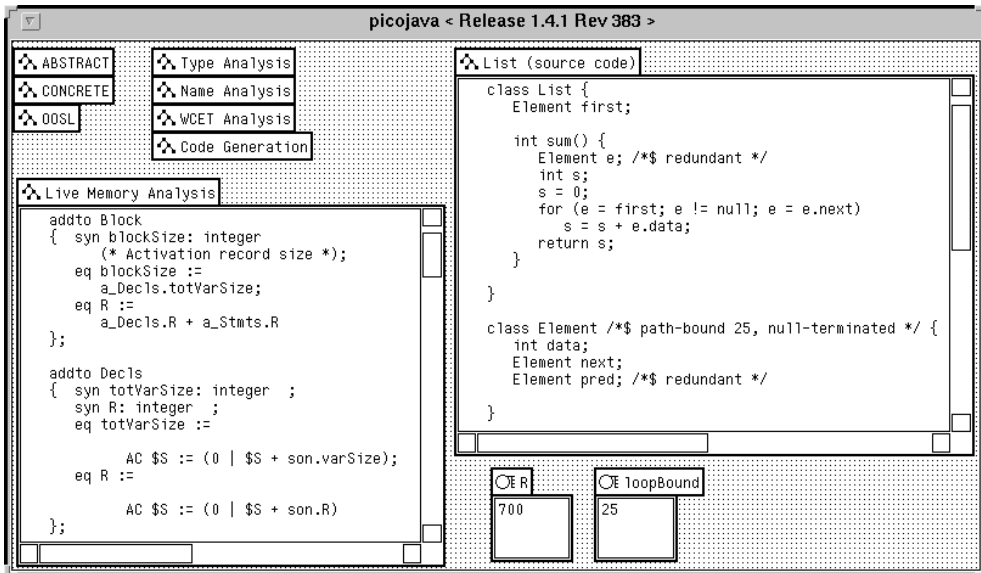 picojava < Release 1.4.1 Rev 383 >
ABSTRACT
CONCRETE
OOSL
Type Analysis
Name Analysis
WCET Analysis
Code Generation
Live Memory Analysis
addto Block
{ syn blockSize: integer
(* Activation record size *);
eq blockSize :=
a_Decls.totVarSize;
eq R :=
a_Decls.R + a_Stmts.R
};
addto Decls
{ syn totVarSize: integer ;
syn R: integer ;
eq totVarSize :=
AC $S := (0 | $S + son.varSize);
eq R :=
AC $S := (0 | $S + son.R)
};
List (source code)
class List {
Element first;
int sum() {
Element e; /*$ redundant */
int s;
s = 0;
for (e = first; e != null; e = e.next)
s = s + e.data;
return s;
}
}
class Element /*$ path-bound 25, null-terminated */ {
int data;
Element next;
Element pred; /*$ redundant */
}
R
700
loopBound
25